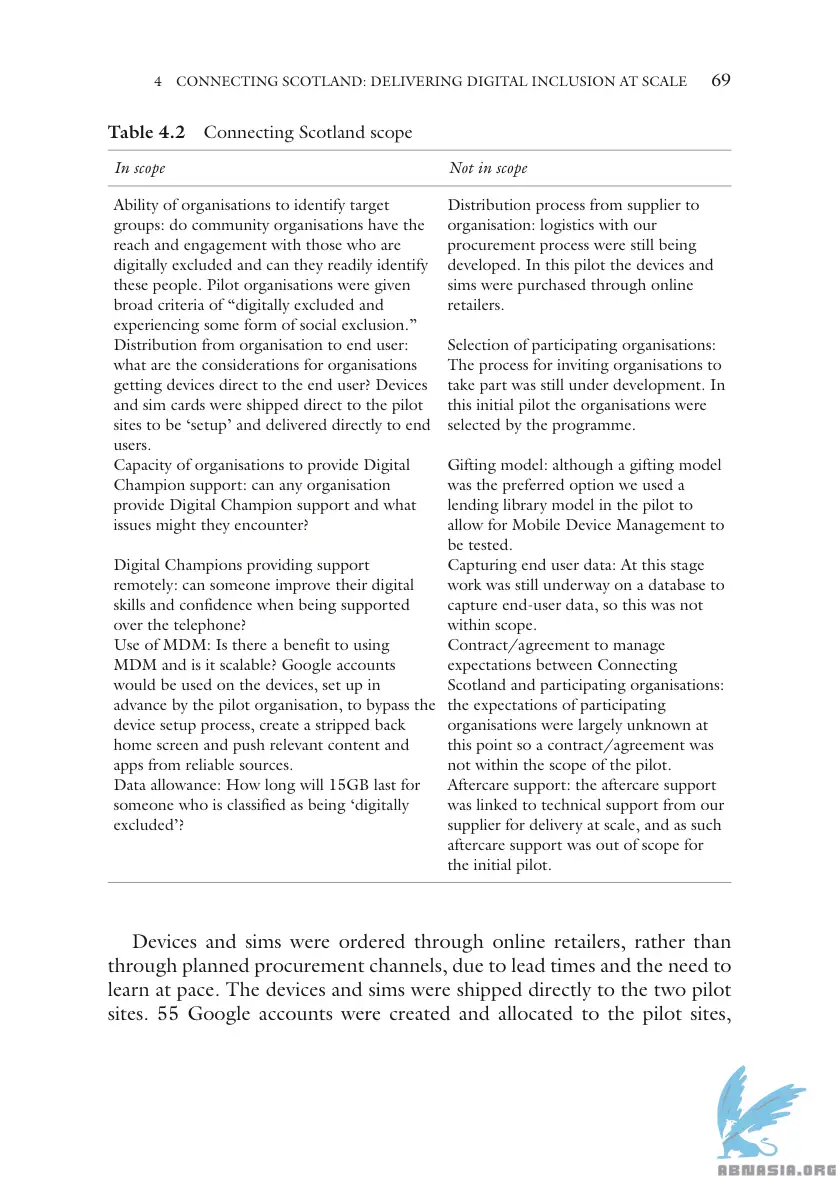 4 CONNECTING SCOTLAND: DELIVERING DIGITAL INCLUSION AT SCALE 69
Table 4.2 Connecting Scotland scope
In scope
Not in scope
Ability of organisations to identify target
groups: do community organisations have the
reach and engagement with those who are
digitally excluded and can they readily identify
these people. Pilot organisations were given
broad criteria of “digitally excluded and
experiencing some form of social exclusion.”
Distribution process from supplier to
organisation: logistics with our
procurement process were still being
developed. In this pilot the devices and
sims were purchased through online
retailers.
Distribution from organisation to end user:
what are the considerations for organisations
getting devices direct to the end user? Devices
and sim cards were shipped direct to the pilot
sites to be ‘setup’ and delivered directly to end
users.
Selection of participating organisations:
The process for inviting organisations to
take part was still under development. In
this initial pilot the organisations were
selected by the programme.
Capacity of organisations to provide Digital
Champion support: can any organisation
provide Digital Champion support and what
issues might they encounter?
Gifting model: although a gifting model
was the preferred option we used a
lending library model in the pilot to
allow for Mobile Device Management to
be tested.
Digital Champions providing support
remotely: can someone improve their digital
skills and confidence when being supported
over the telephone?
Capturing end user data: At this stage
work was still underway on a database to
capture end-user data, so this was not
within scope.
Use of MDM: Is there a benefit to using
MDM and is it scalable? Google accounts
would be used on the devices, set up in
advance by the pilot organisation, to bypass the
device setup process, create a stripped back
home screen and push relevant content and
apps from reliable sources.
Contract/agreement to manage
expectations between Connecting
Scotland and participating organisations:
the expectations of participating
organisations were largely unknown at
this point so a contract/agreement was
not within the scope of the pilot.
Data allowance: How long will 15GB last for
someone who is classified as being ‘digitally
excluded’?
Aftercare support: the aftercare support
was linked to technical support from our
supplier for delivery at scale, and as such
aftercare support was out of scope for
the initial pilot.
Devices and sims were ordered through online retailers, rather than
through planned procurement channels, due to lead times and the need to
learn at pace. The devices and sims were shipped directly to the two pilot
sites. 55 Google accounts were created and allocated to the pilot sites,
ABNASIA.ORG